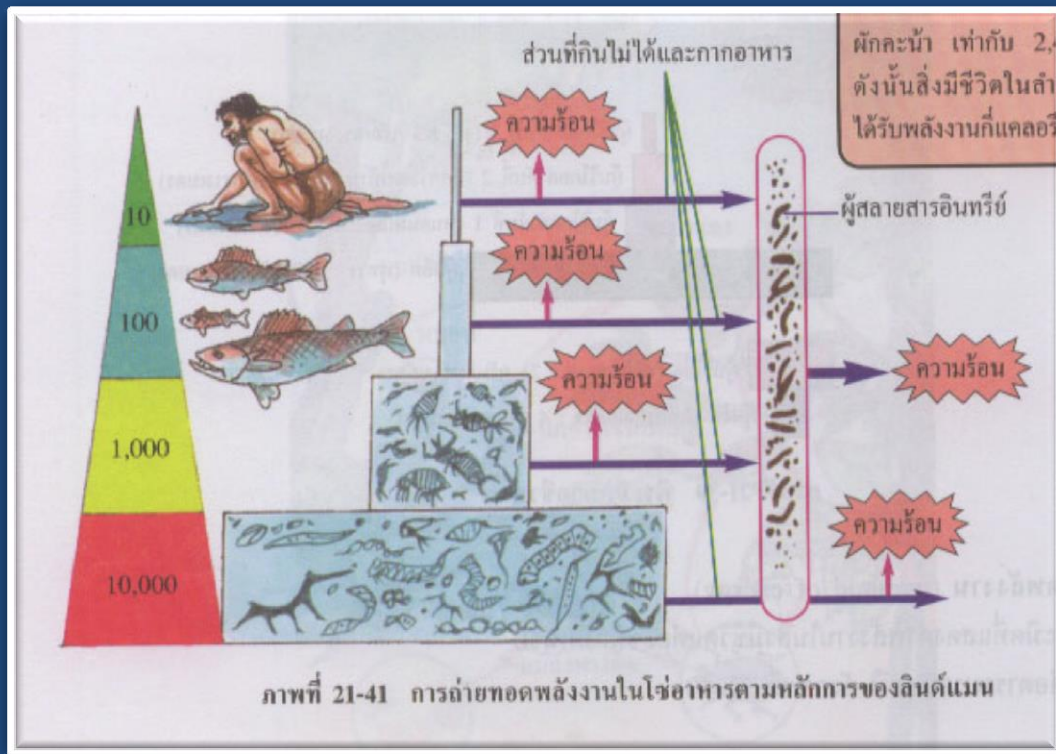 ส่วนที่กินไม่ได้และกากอาหาร
ผักคะน้า เท่ากับ 2,
ดังนั้นสิ่งมีชีวิตในลำ
ได้รับพลังงานกี่แคลอรี
ความร้อน
10
ผู้สลายสารอินทรีย์
ความร้อน
100
ความร้อน
ความร้อน
1,000
ความร้อน
10,000
ภาพที่ 21-41 การถ่ายทอดพลังงานในโซ่อาหารตามหลักการของลินด์แมน